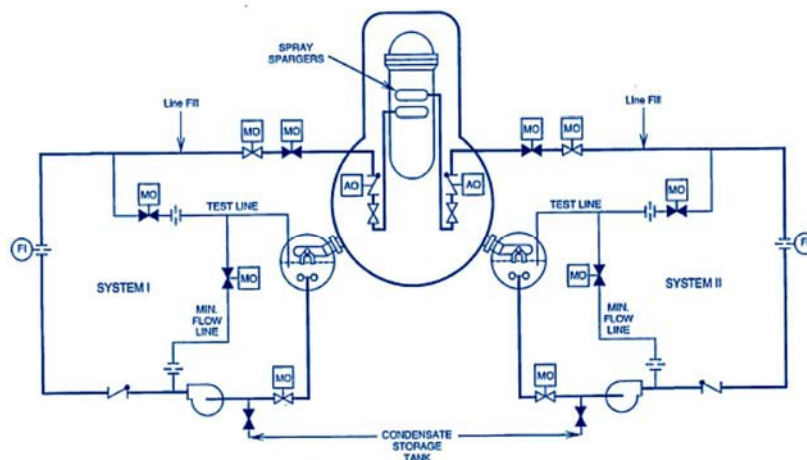 SPRAY
SPARGERS
Line Fill
Line Fill
MO
MO
MO
MO
AO
AO
MO
TEST LINE
TEST LINE
MO
FI
F
SYSTEM I
MO
MO
SYSTEM II
MIN.
FLOW
LINE
MIN.
FLOW
LINE
MO
MO
CONDENSATE
STORAGE
TANK